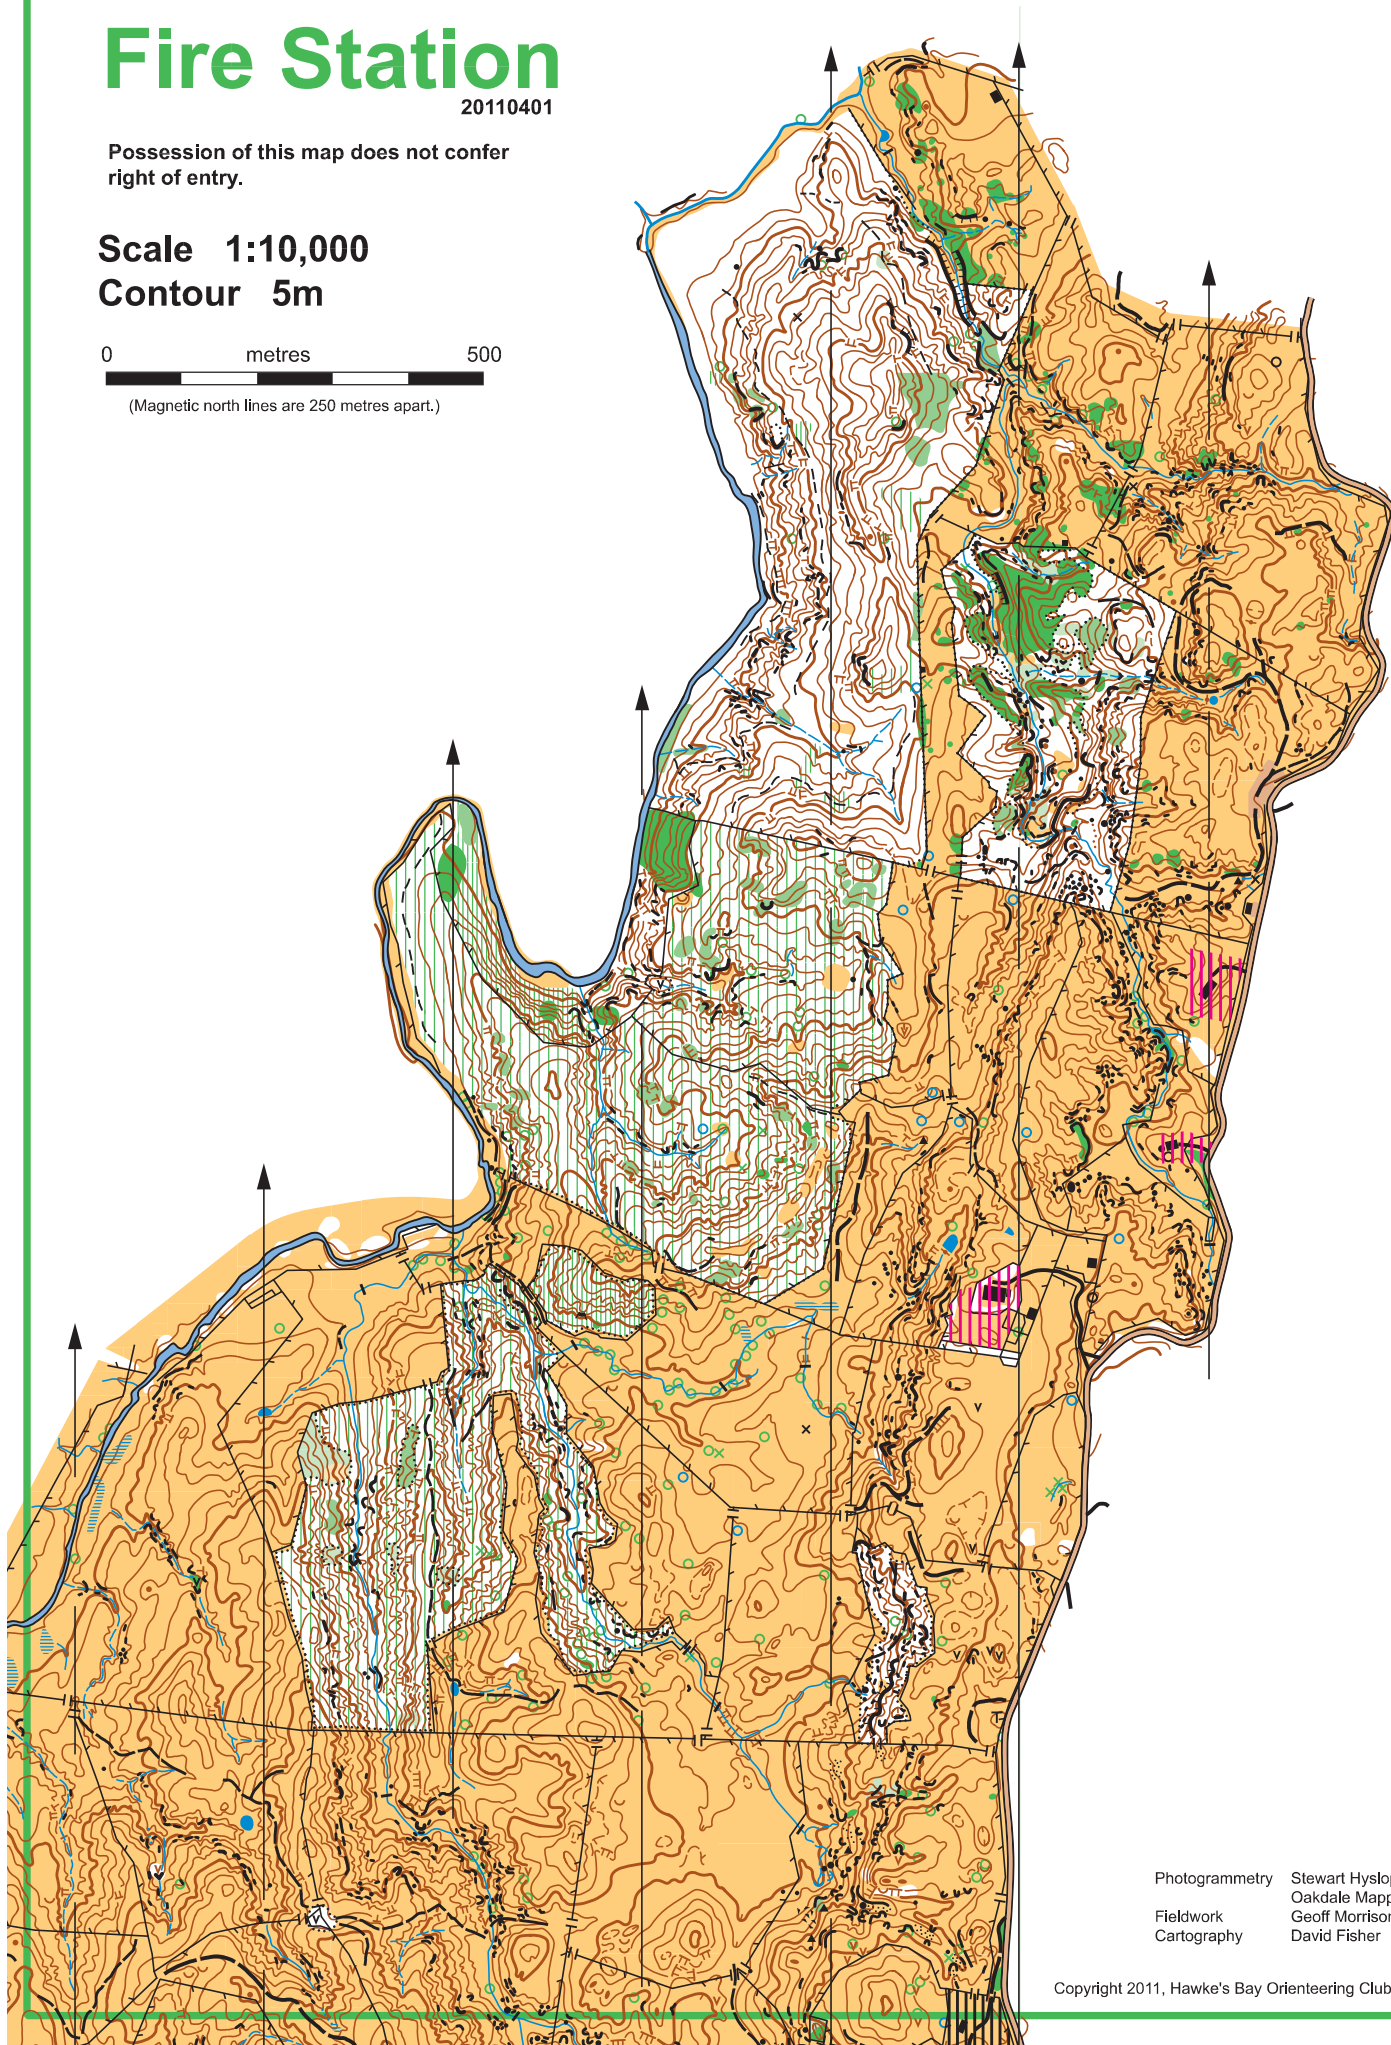 Fire Station
20110401
Possession of this map does not confer
right of entry.
Scale 1:10,000
Contour 5m
0 metres 500
(Magnetic north lines are 250 metres apart.)
Photogrammetry Stewart Hyslop
Oakdale Mapp
Fieldwork Geoff Morrison
Cartography David Fisher
Copyright 2011, Hawke's Bay Orienteering Club